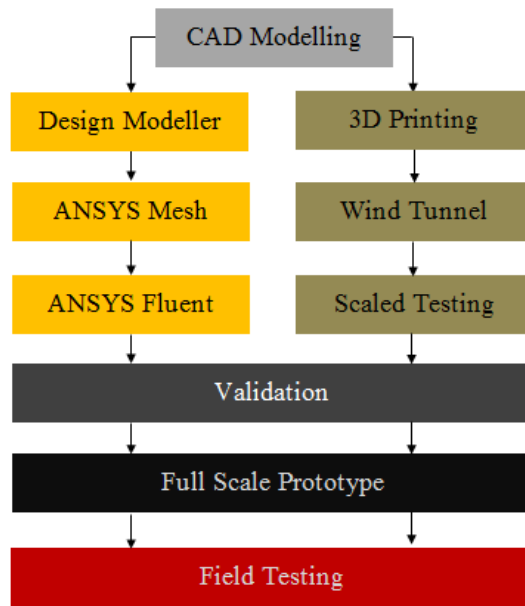 CAD Modelling
Design Modeller
3D Printing
ANSYS Mesh
Wind Tunnel
ANSYS Fluent
Scaled Testing
Validation
Full Scale Prototype
Field Testing